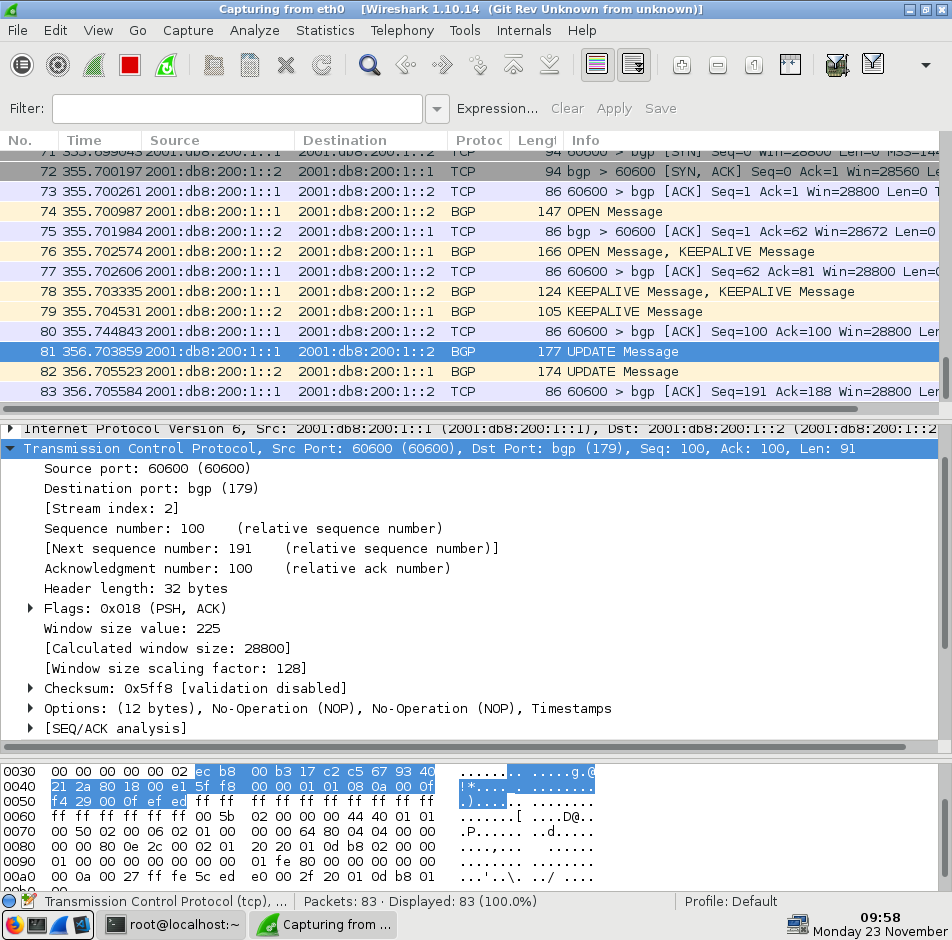 Capturing from eth0 [Wireshark 1.10.14 (Git Rev Unknown from unknown)]
File Edit View Go Capture Analyze Statistics Telephony Tools Internals Help
Filter: Expression... Clear Apply Save
No. Time Source Destination Protoc Lengt Info
71 355.699043 2001:db8:200:1::1 2001:db8:200:1::2 TCP 94 60600 > bgp [SYN] Seq=0 Win=28800 Len=0 MSS=144
72 355.700197 2001:db8:200:1::2 2001:db8:200:1::1 TCP 94 bgp > 60600 [SYN, ACK] Seq=0 Ack=1 Win=28560 Le
73 355.700261 2001:db8:200:1::1 2001:db8:200:1::2 TCP 86 60600 > bgp [ACK] Seq=1 Ack=1 Win=28800 Len=0 T
74 355.700987 2001:db8:200:1::1 2001:db8:200:1::2 BGP 147 OPEN Message
75 355.701984 2001:db8:200:1::2 2001:db8:200:1::1 TCP 86 bgp > 60600 [ACK] Seq=1 Ack=62 Win=28672 Len=0
76 355.702574 2001:db8:200:1::2 2001:db8:200:1::1 BGP 166 OPEN Message, KEEPALIVE Message
77 355.702606 2001:db8:200:1::1 2001:db8:200:1::2 TCP 86 60600 > bgp [ACK] Seq=62 Ack=81 Win=28800 Len=0
78 355.703335 2001:db8:200:1::1 2001:db8:200:1::2 BGP 124 KEEPALIVE Message, KEEPALIVE Message
79 355.704531 2001:db8:200:1::2 2001:db8:200:1::1 BGP 105 KEEPALIVE Message
80 355.744843 2001:db8:200:1::1 2001:db8:200:1::2 TCP 86 60600 > bgp [ACK] Seq=100 Ack=100 Win=28800 Len
81 356.703859 2001:db8:200:1::1 2001:db8:200:1::2 BGP 177 UPDATE Message
82 356.705523 2001:db8:200:1::2 2001:db8:200:1::1 BGP 174 UPDATE Message
83 356.705584 2001:db8:200:1::1 2001:db8:200:1::2 TCP 86 60600 > bgp [ACK] Seq=191 Ack=188 Win=28800 Len
Internet Protocol Version 6, Src: 2001:db8:200:1::1 (2001:db8:200:1::1), Dst: 2001:db8:200:1::2 (2001:db8:200:1::2
Transmission Control Protocol, Src Port: 60600 (60600), Dst Port: bgp (179), Seq: 100, Ack: 100, Len: 91
Source port: 60600 (60600)
Destination port: bgp (179)
[Stream index: 2]
Sequence number: 100 (relative sequence number)
[Next sequence number: 191 (relative sequence number)]
Acknowledgment number: 100 (relative ack number)
Header length: 32 bytes
Flags: 0x018 (PSH, ACK)
Window size value: 225
[Calculated window size: 28800]
[Window size scaling factor: 128]
Checksum: 0x5ff8 [validation disabled]
Options: (12 bytes), No-Operation (NOP), No-Operation (NOP), Timestamps
[SEQ/ACK analysis]
0030 00 00 00 00 00 02 ec b8 00 b3 17 c2 c5 67 93 40 ........ .....g.@
0040 21 2a 80 18 00 e1 5f f8 00 00 01 01 08 0a 00 0f !*...._. ........
0050 f4 29 00 0f ef ed ff ff ff ff ff ff ff ff ff ff .)...... ........
0060 ff ff ff ff ff ff 00 5b 02 00 00 00 44 40 01 01 .......[ ....D@..
0070 00 50 02 00 06 02 01 00 00 00 64 80 04 04 00 00 .P...... ..d.....
0080 00 00 80 0e 2c 00 02 01 20 20 01 0d b8 02 00 00 ....,... ......
0090 01 00 00 00 00 00 00 00 01 fe 80 00 00 00 00 00 ........ ........
00a0 00 0a 00 27 ff fe 5c ed e0 00 2f 20 01 0d b8 01 ...'..\. ../ ....
00b0 00
Transmission Control Protocol (tcp), ... Packets: 83 · Displayed: 83 (100.0%) Profile: Default
root@localhost:~ Capturing from ... 09:58
Monday 23 November